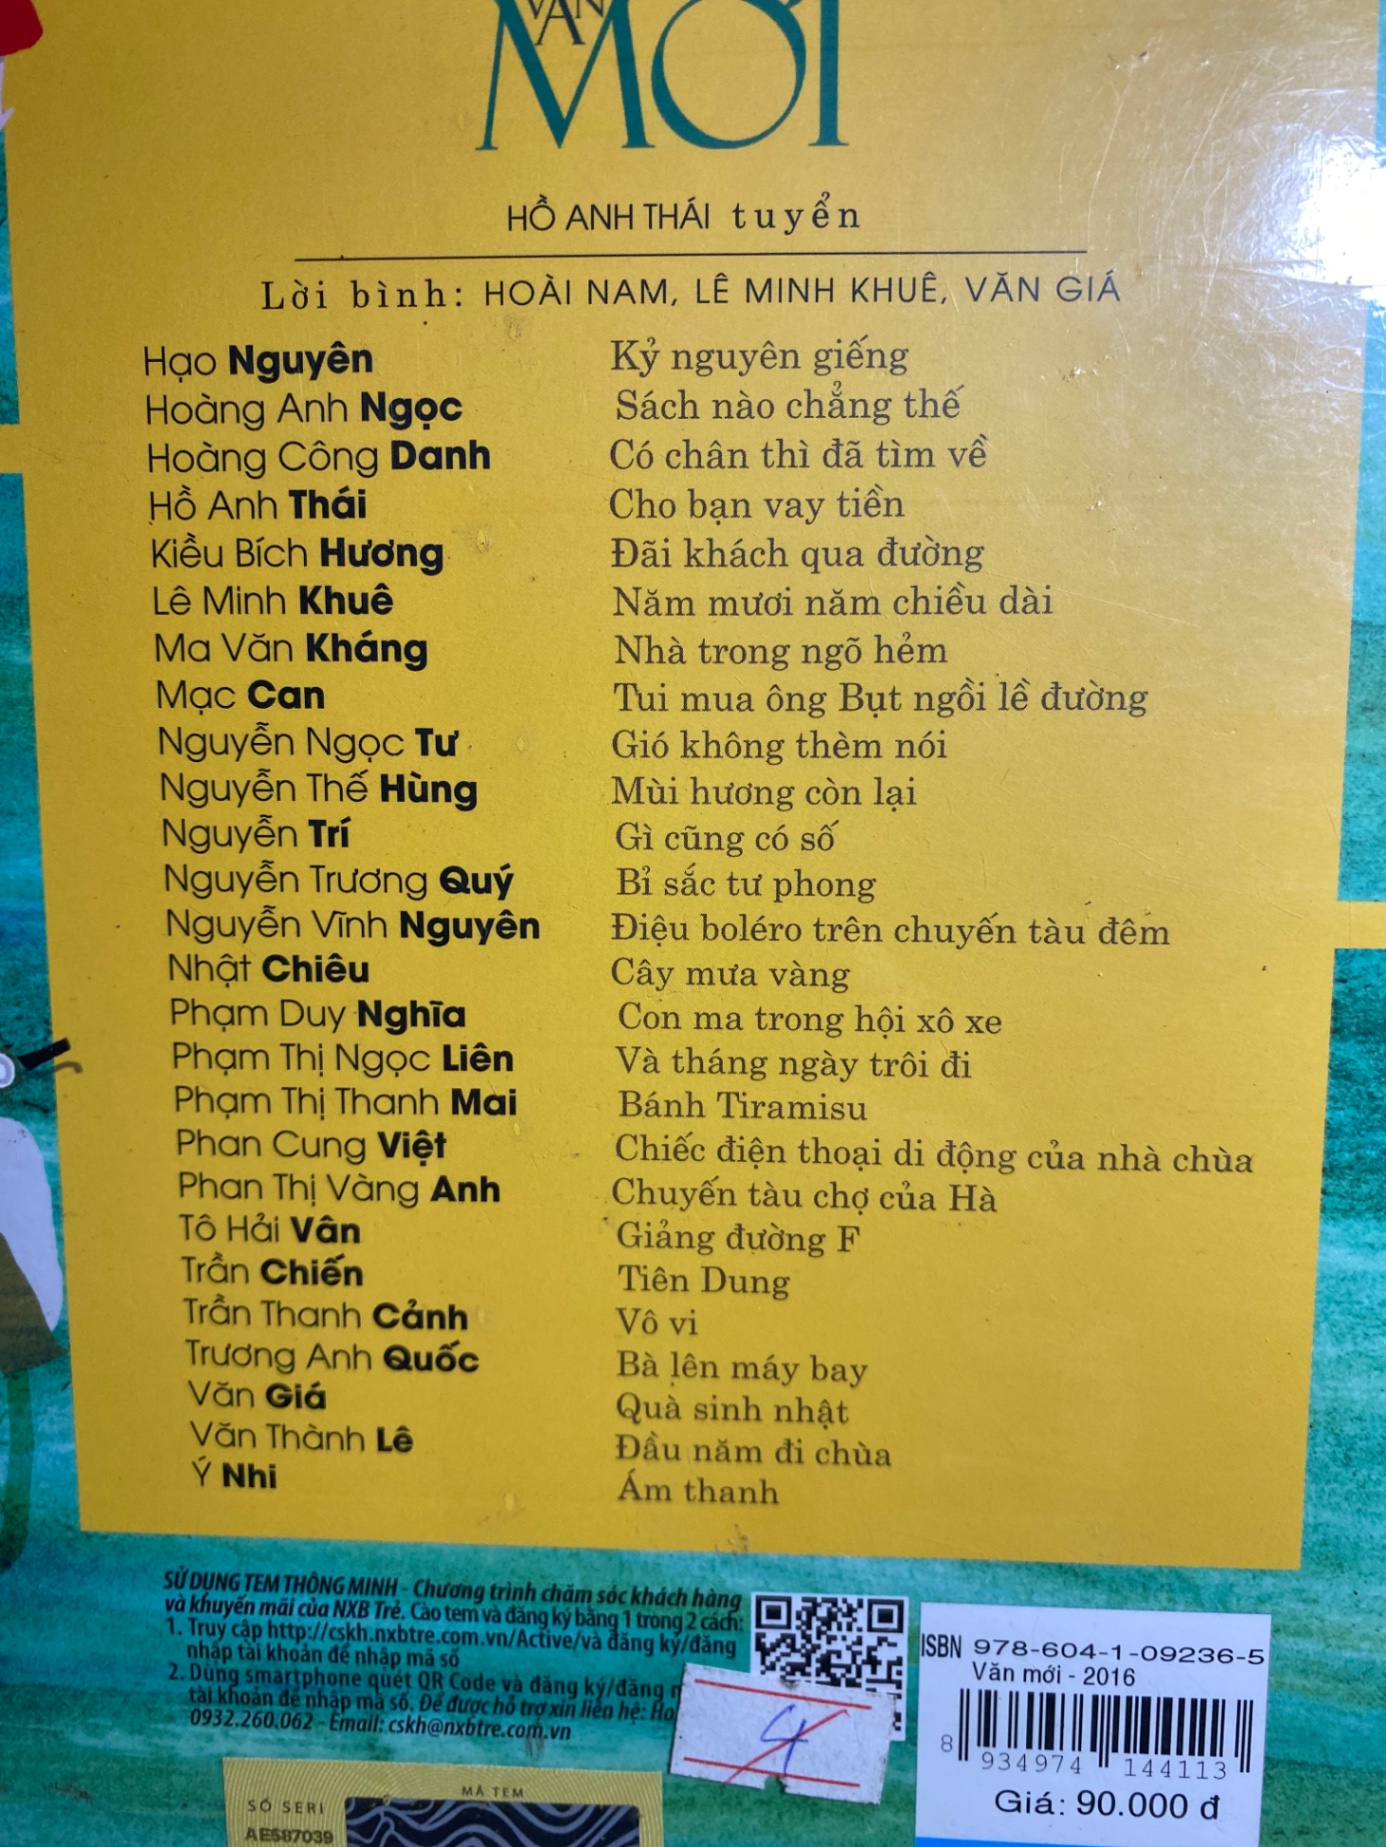 VĂN
MỚI
HỒ ANH THÁI tuyển
Lời bình: HOÀI NAM, LÊ MINH KHUÊ, VĂN GIÁ
Hạo Nguyên Kỷ nguyên giếng
Hoàng Anh Ngọc Sách nào chẳng thế
Hoàng Công Danh Có chân thì đã tìm về
Hồ Anh Thái Cho bạn vay tiền
Kiều Bích Hương Đãi khách qua đường
Lê Minh Khuê Năm mươi năm chiều dài
Ma Văn Kháng Nhà trong ngõ hẻm
Mạc Can Tui mua ông Bụt ngồi lề đường
Nguyễn Ngọc Tư Gió không thèm nói
Nguyễn Thế Hùng Mùi hương còn lại
Nguyễn Trí Gì cũng có số
Nguyễn Trương Quý Bỉ sắc tư phong
Nguyễn Vĩnh Nguyên Điệu boléro trên chuyến tàu đêm
Nhật Chiêu Cây mưa vàng
Phạm Duy Nghĩa Con ma trong hội xô xe
Phạm Thị Ngọc Liên Và tháng ngày trôi đi
Phạm Thị Thanh Mai Bánh Tiramisu
Phan Cung Việt Chiếc điện thoại di động của nhà chùa
Phan Thị Vàng Anh Chuyến tàu chợ của Hà
Tô Hải Vân Giảng đường F
Trần Chiến Tiên Dung
Trần Thanh Cảnh Vô vi
Trương Anh Quốc Bà lên máy bay
Văn Giá Quà sinh nhật
Văn Thành Lê Đầu năm đi chùa
Ý Nhi Ám thanh
SỬ DỤNG TEM THÔNG MINH - Chương trình chăm sóc khách hàng
và khuyến mãi của NXB Trẻ. Cào tem và đăng ký bằng 1 trong 2 cách:
1. Truy cập http://cskh.nxbtre.com.vn/Active/và đăng ký/đăng
nhập tài khoản để nhập mã số
2. Dùng smartphone quét QR Code và đăng ký/đăng
tài khoản để nhập mã số. Để được hỗ trợ xin liên hệ:
0932.260.062 - Email: cskh@nxbtre.com.vn
4
ISBN 978-604-1-09236-5
Văn mới - 2016
8 934974 144113
Giá: 90.000 đ
MÃ TEM
SỐ SERI
AE587039